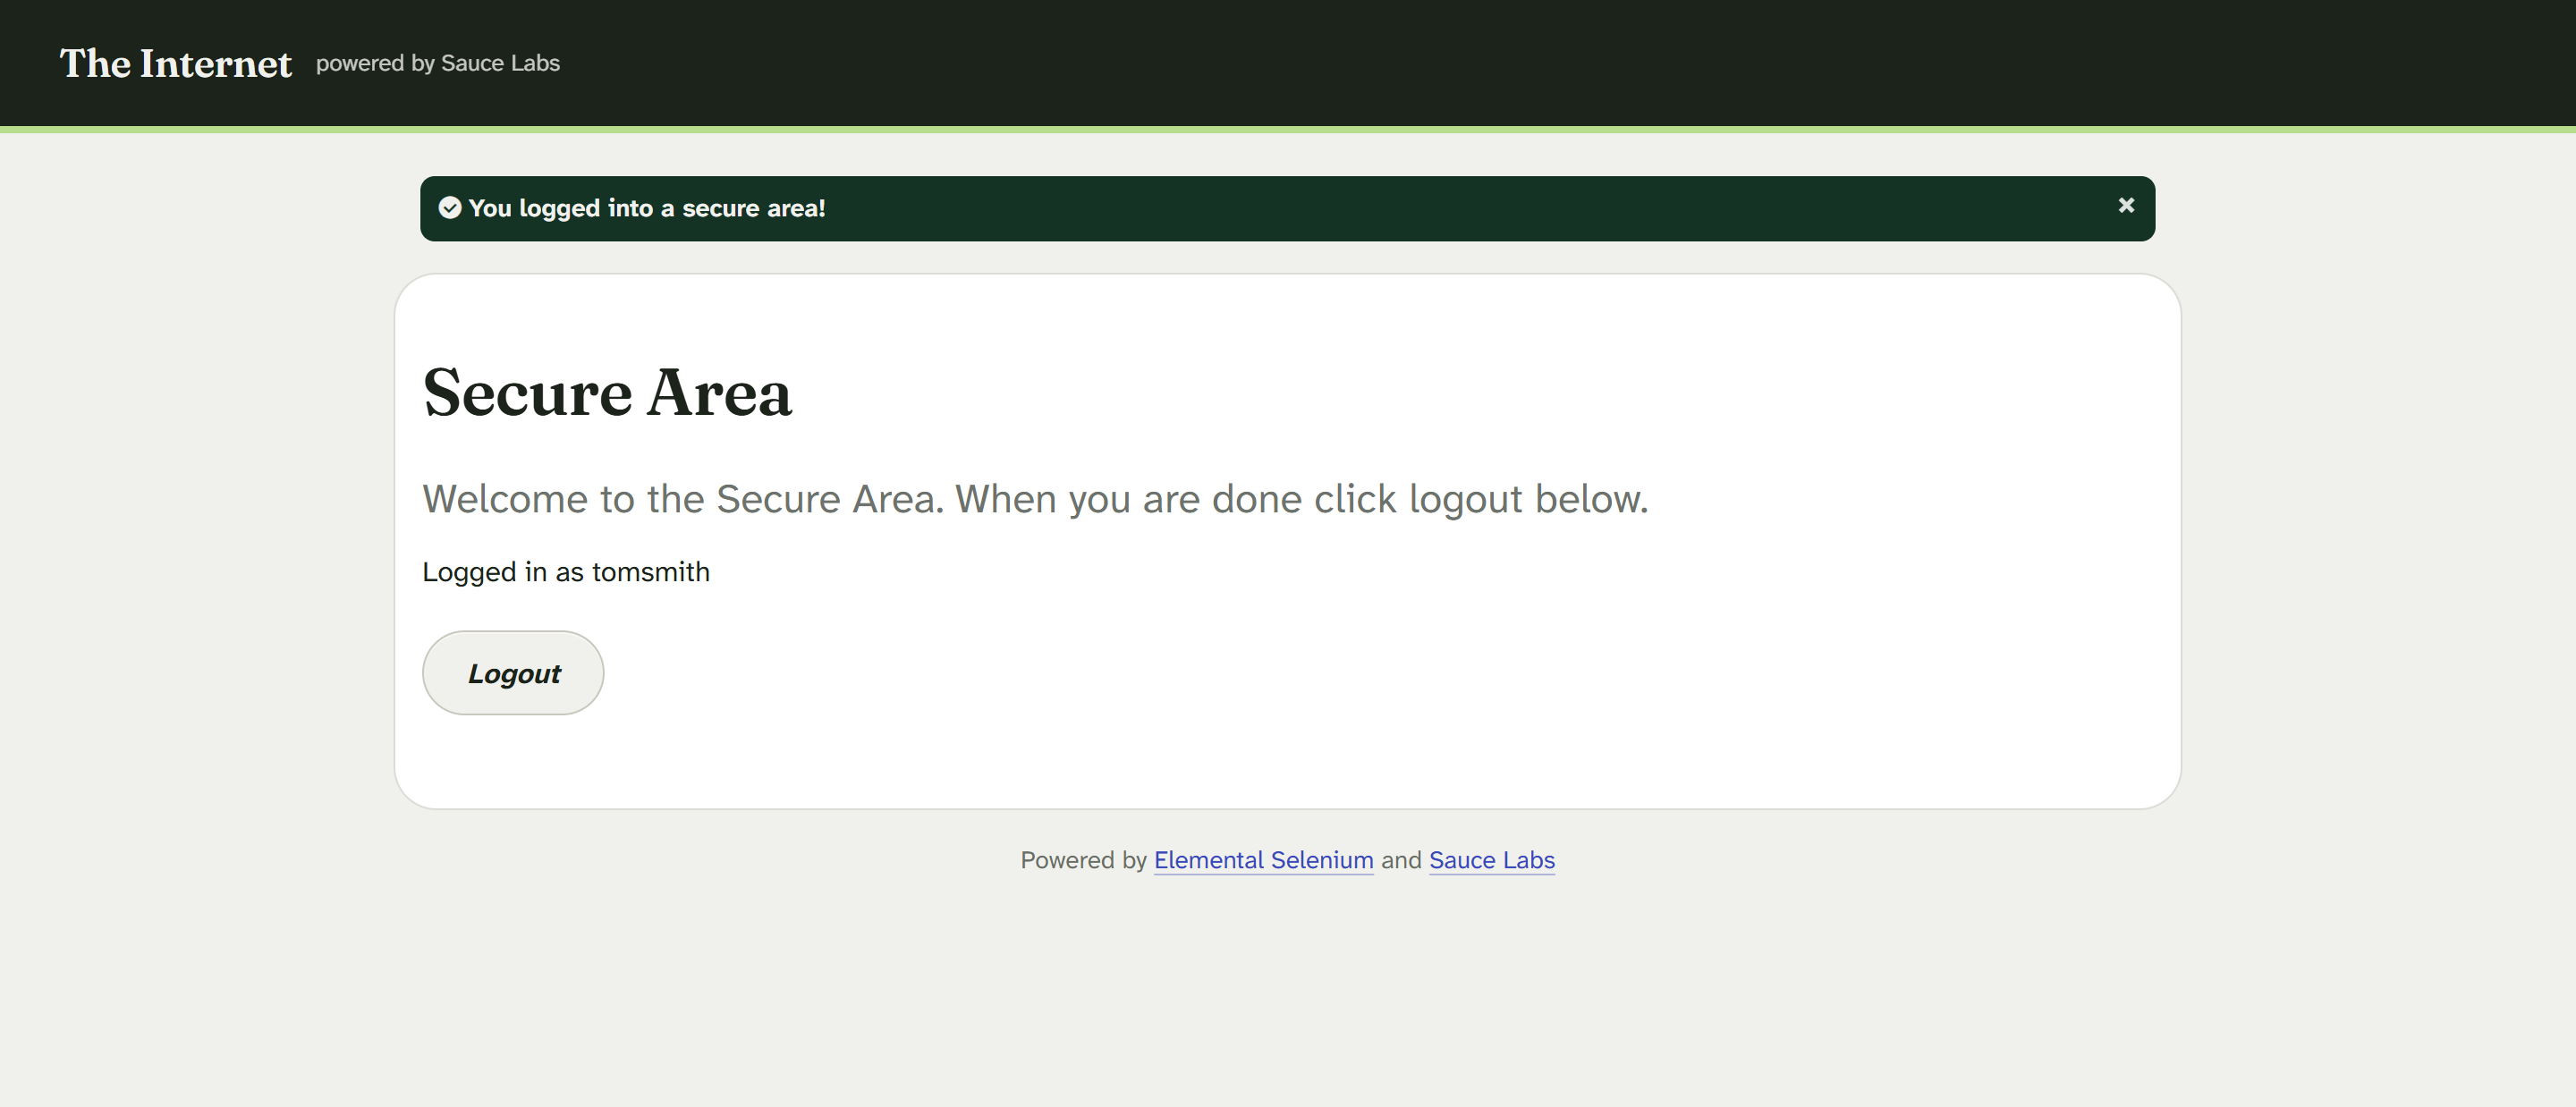 The Internet powered by Sauce Labs
You logged into a secure area!
Secure Area
Welcome to the Secure Area. When you are done click logout below.
Logged in as tomsmith
Logout
Powered by Elemental Selenium and Sauce Labs